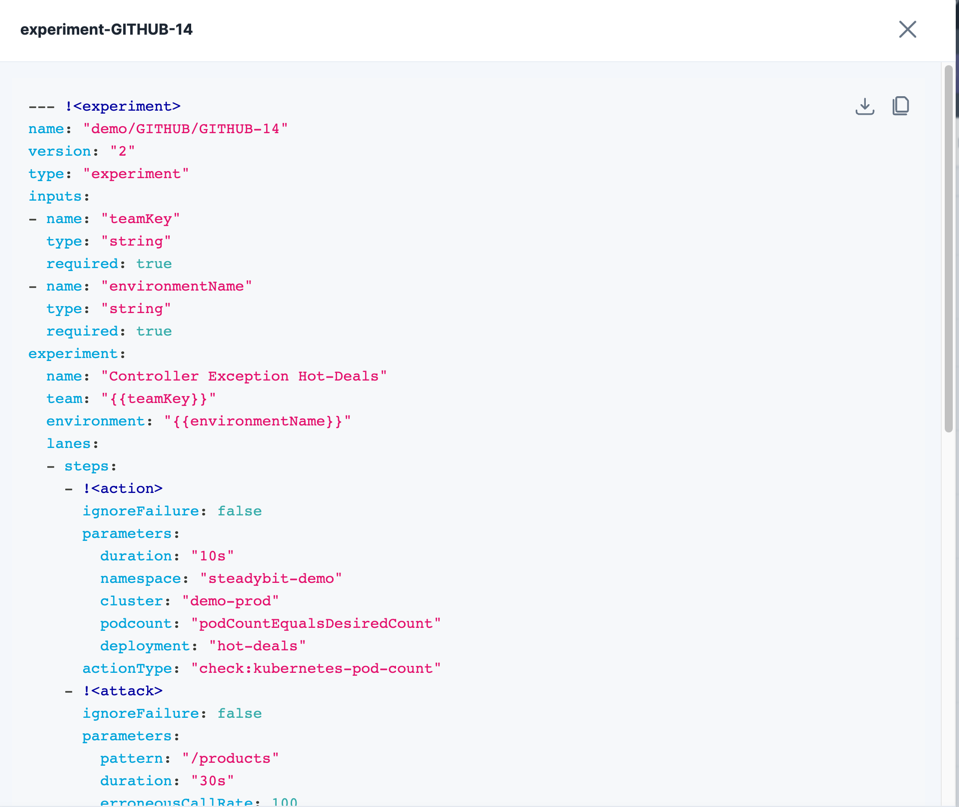 experiment-GITHUB-14
--- !<experiment>
name: "demo/GITHUB/GITHUB-14"
version: "2"
type: "experiment"
inputs:
- name: "teamKey"
  type: "string"
  required: true
- name: "environmentName"
  type: "string"
  required: true
experiment:
  name: "Controller Exception Hot-Deals"
  team: "{{teamKey}}"
  environment: "{{environmentName}}"
  lanes:
  - steps:
    - !<action>
      ignoreFailure: false
      parameters:
        duration: "10s"
        namespace: "steadybit-demo"
        cluster: "demo-prod"
        podcount: "podCountEqualsDesiredCount"
        deployment: "hot-deals"
      actionType: "check:kubernetes-pod-count"
    - !<attack>
      ignoreFailure: false
      parameters:
        pattern: "/products"
        duration: "30s"
        erroneousCallRate: 100